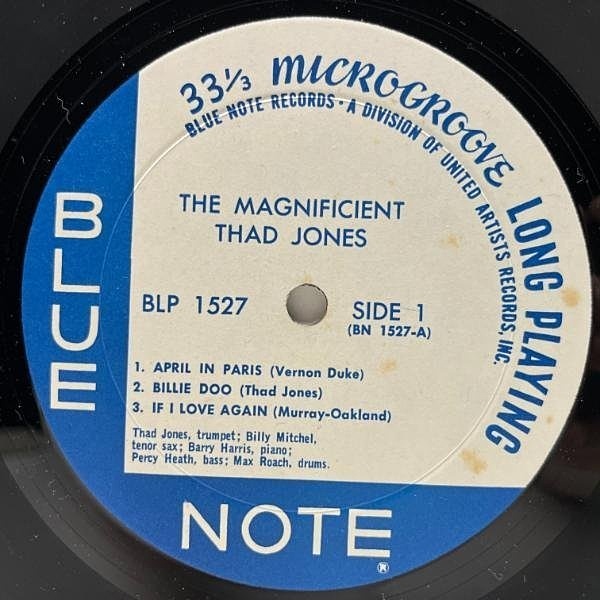 33⅓ MICROGROOVE LONG PLAYING
BLUE NOTE RECORDS • A DIVISION OF UNITED ARTISTS RECORDS, INC.
THE MAGNIFICIENT
THAD JONES
BLP 1527
SIDE 1
(BN 1527-A)
1. APRIL IN PARIS (Vernon Duke)
2. BILLIE DOO (Thad Jones)
3. IF I LOVE AGAIN (Murray-Oakland)
Thad Jones, trumpet; Billy Mitchel,
tenor sax; Barry Harris, piano;
Percy Heath, bass; Max Roach, drums.
BLUE
NOTE
®